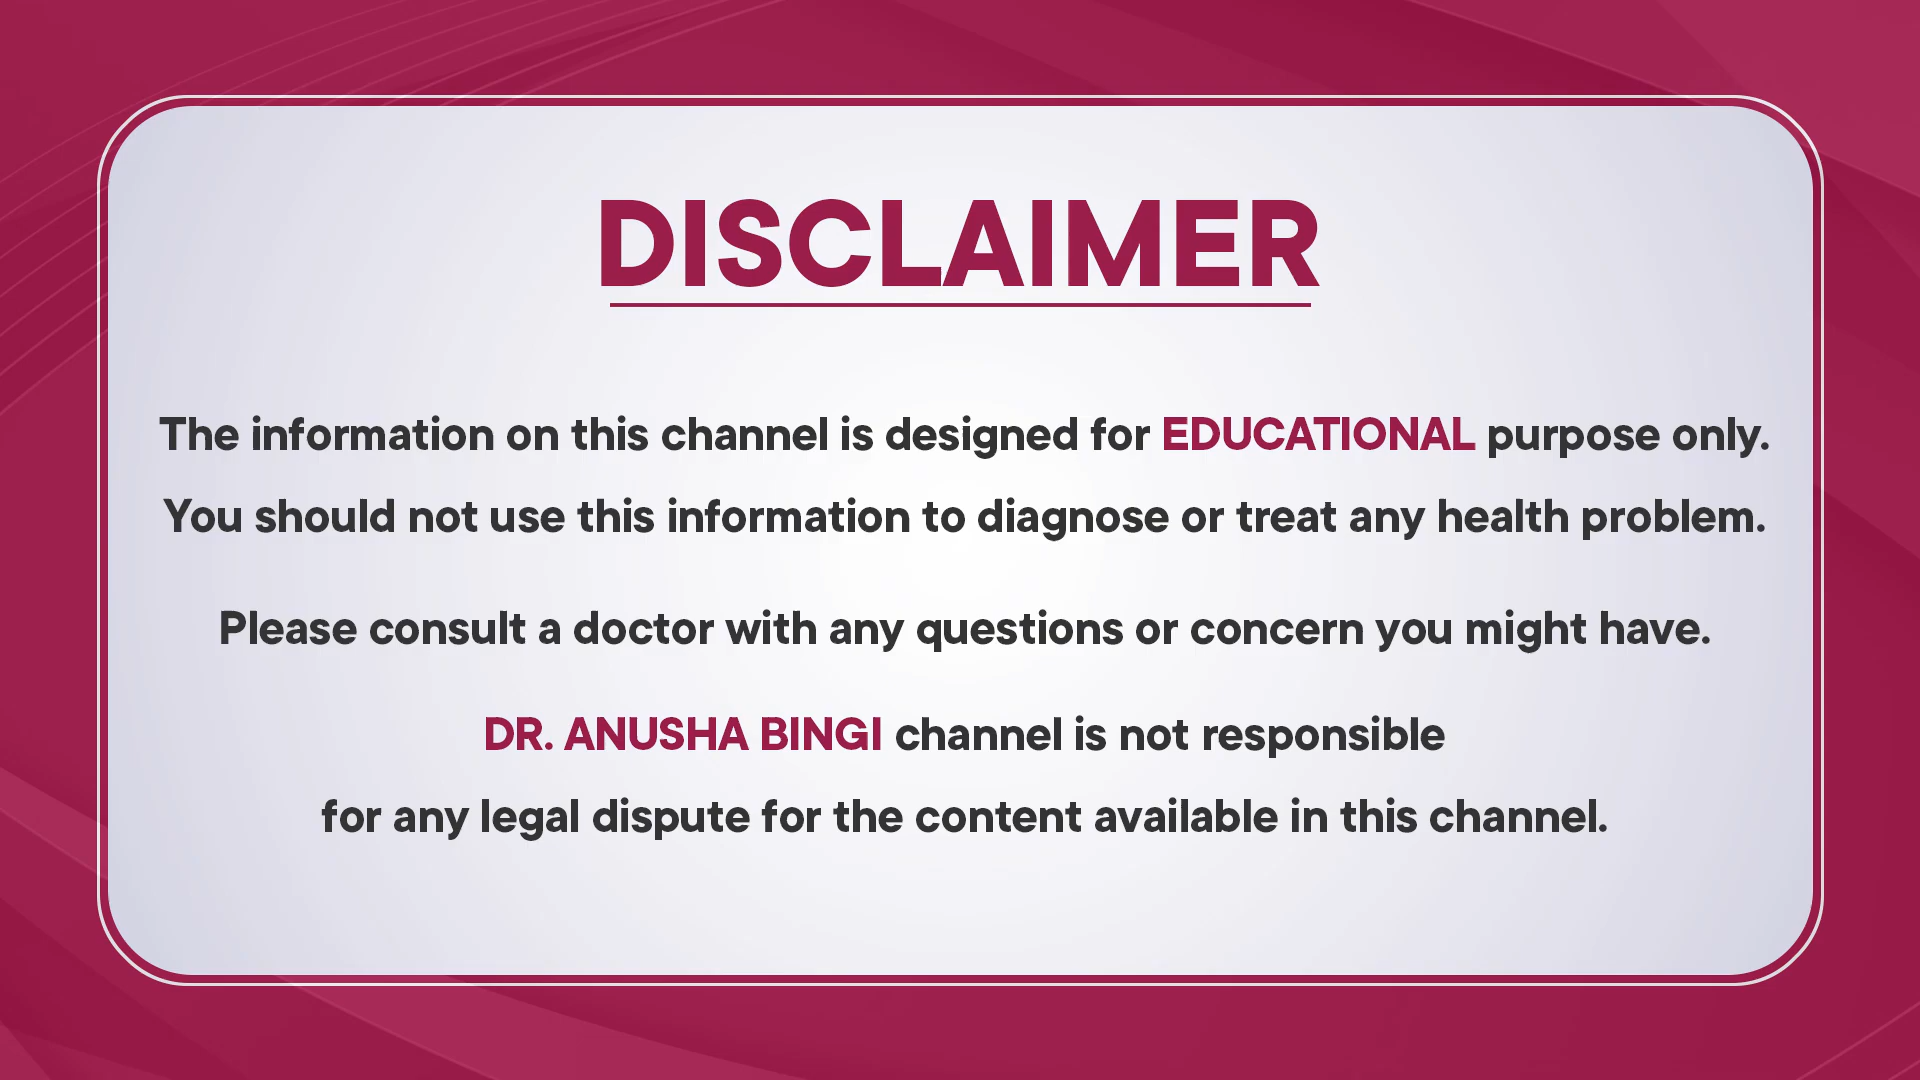 DISCLAIMER
The information on this channel is designed for EDUCATIONAL purpose only.
You should not use this information to diagnose or treat any health problem.
Please consult a doctor with any questions or concern you might have.
DR. ANUSHA BINGI channel is not responsible
for any legal dispute for the content available in this channel.